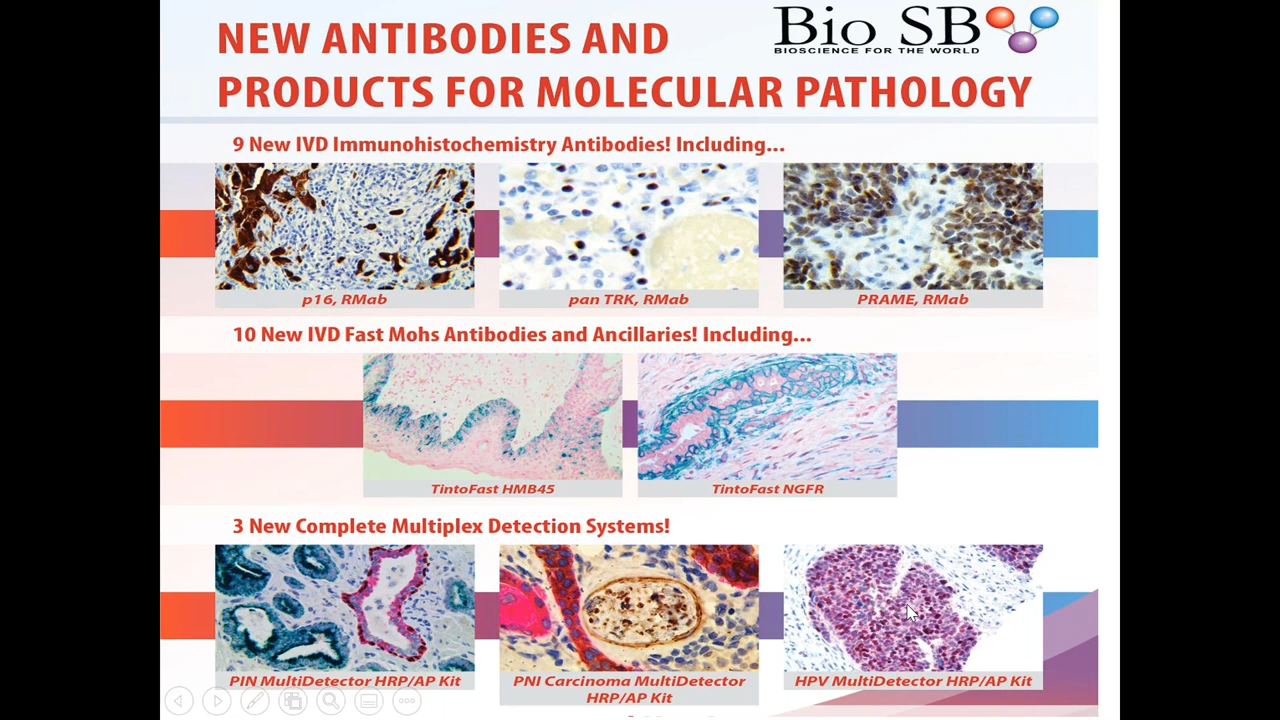 NEW ANTIBODIES AND
PRODUCTS FOR MOLECULAR PATHOLOGY
Bio SB
BIOSCIENCE FOR THE WORLD
9 New IVD Immunohistochemistry Antibodies! Including...
p16, RMab
pan TRK, RMab
PRAME, RMab
10 New IVD Fast Mohs Antibodies and Ancillaries! Including...
TintoFast HMB45
TintoFast NGFR
3 New Complete Multiplex Detection Systems!
PIN MultiDetector HRP/AP Kit
PNI Carcinoma MultiDetector
HRP/AP Kit
HPV MultiDetector HRP/AP Kit